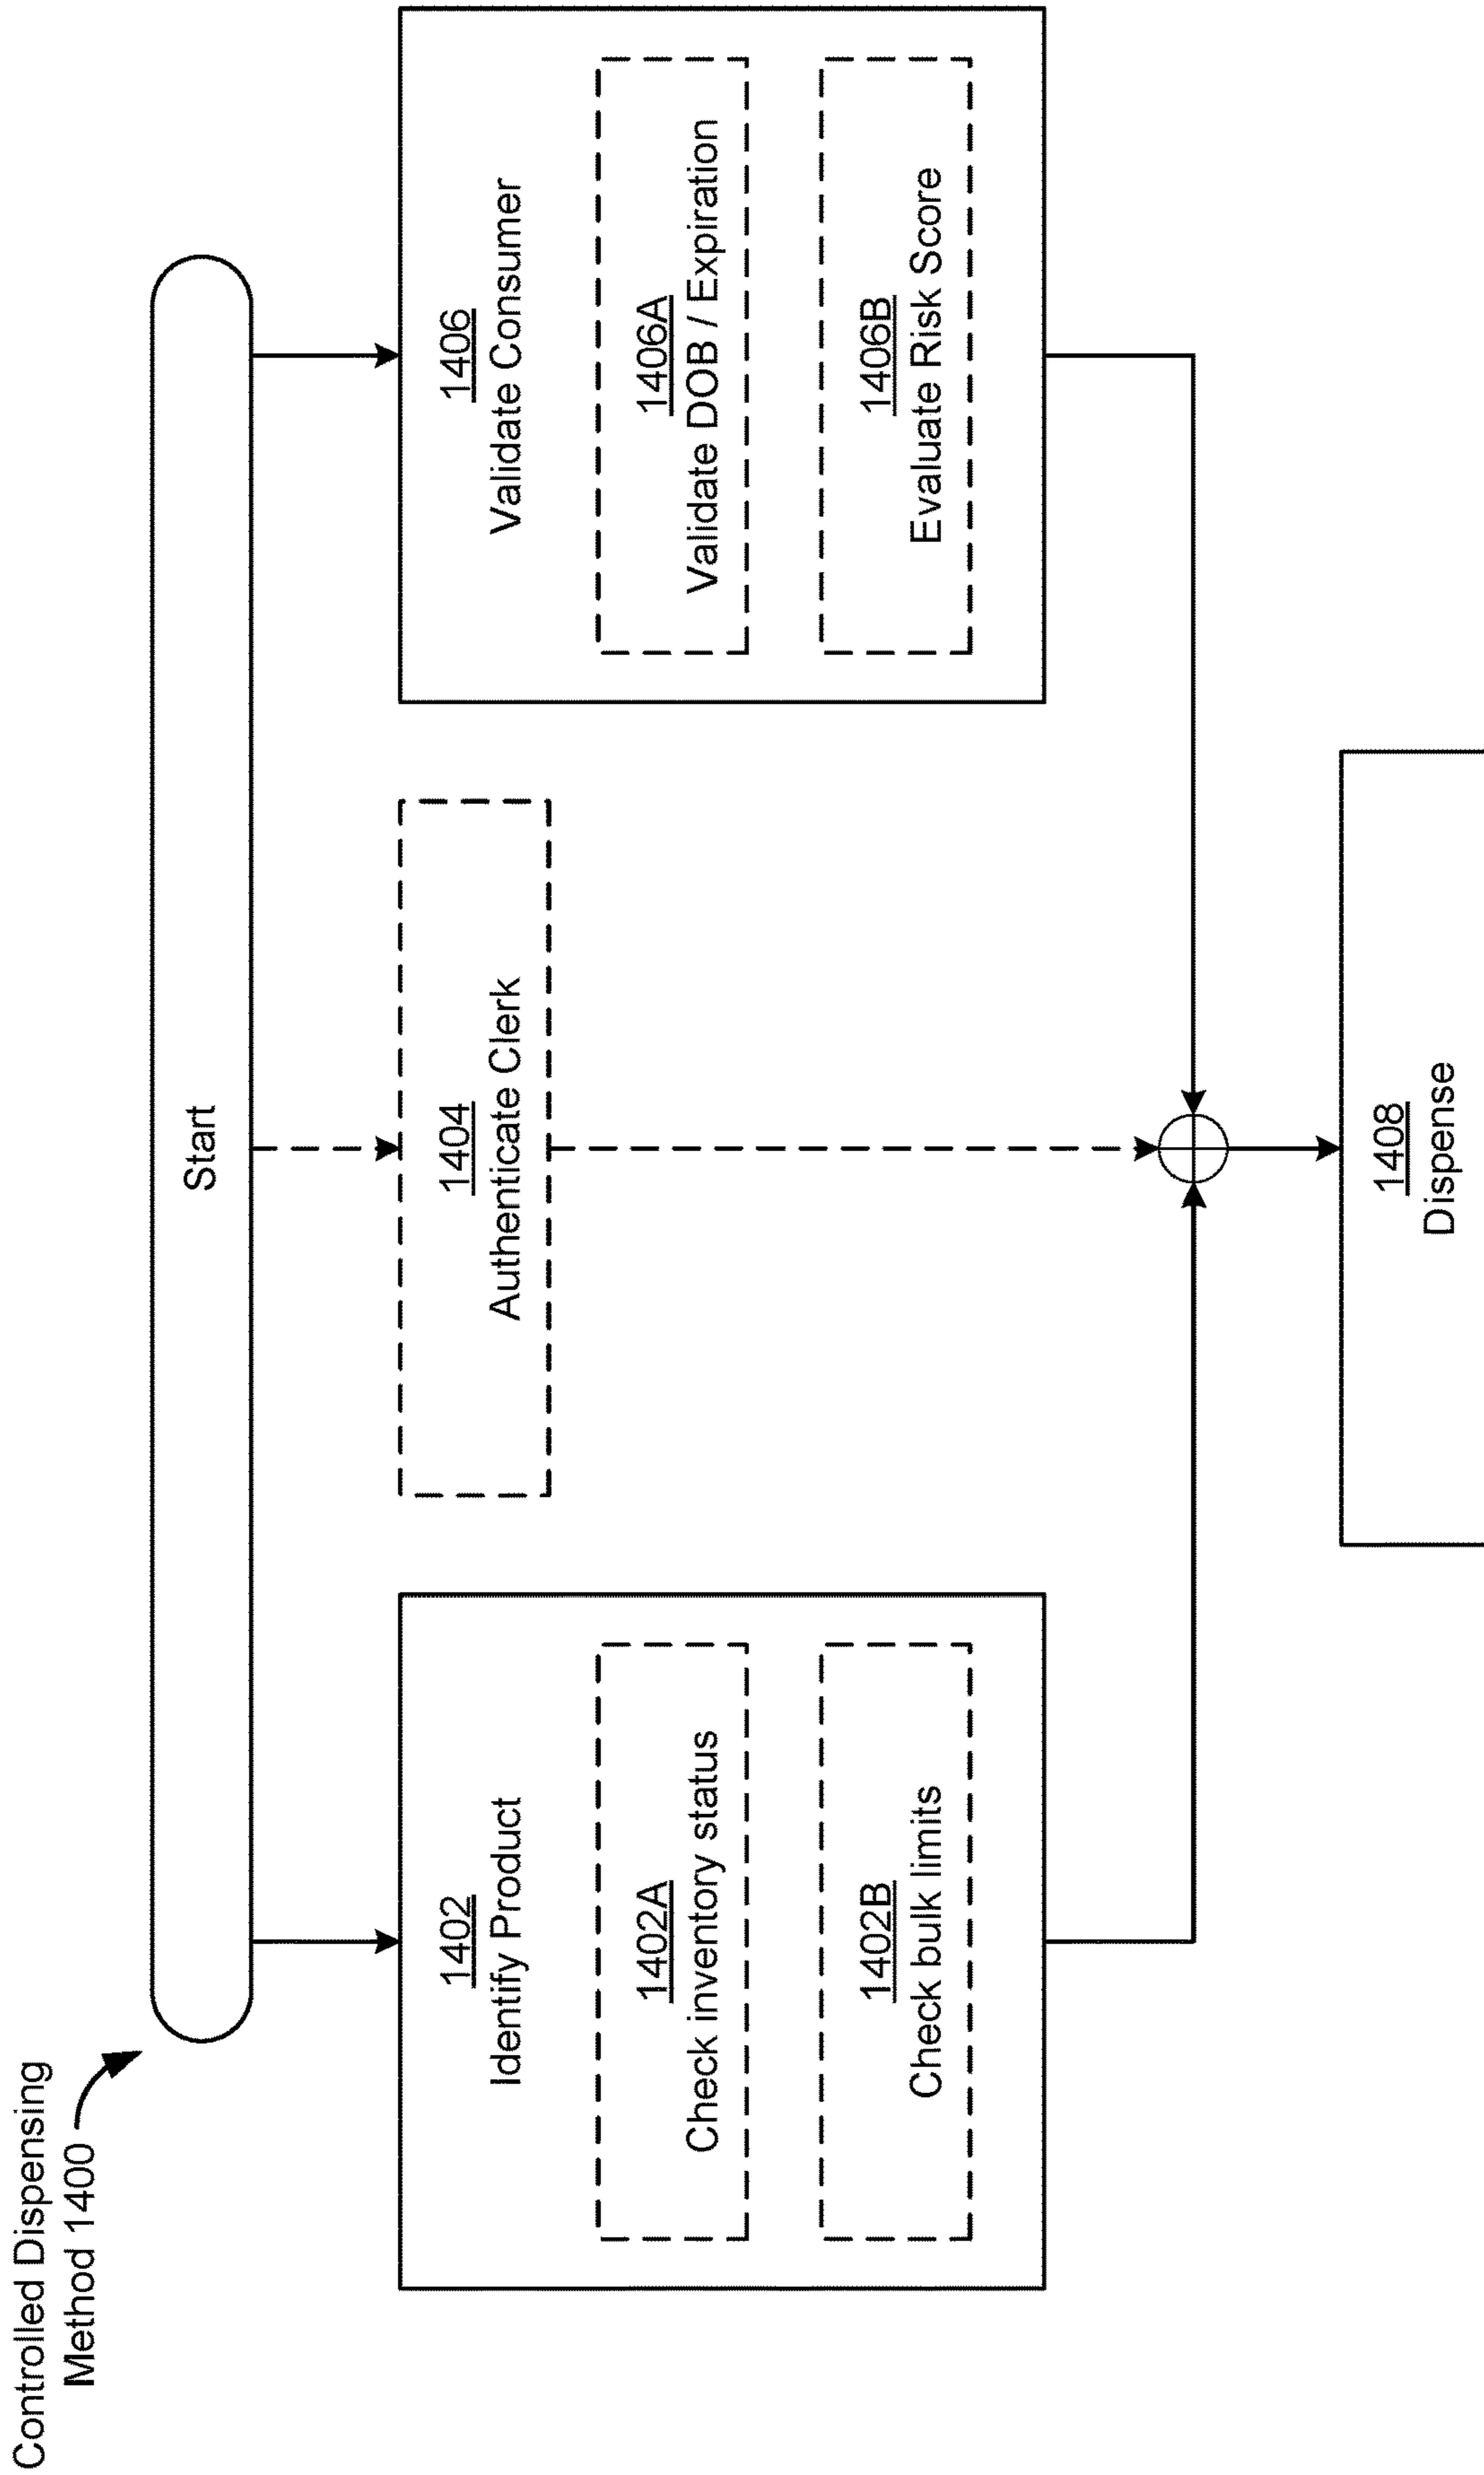 Controlled Dispensing
Method 1400
Start
1402
Identify Product
1402A
Check inventory status
1402B
Check bulk limits
1404
Authenticate Clerk
1406
Validate Consumer
1406A
Validate DOB / Expiration
1406B
Evaluate Risk Score
1408
Dispense